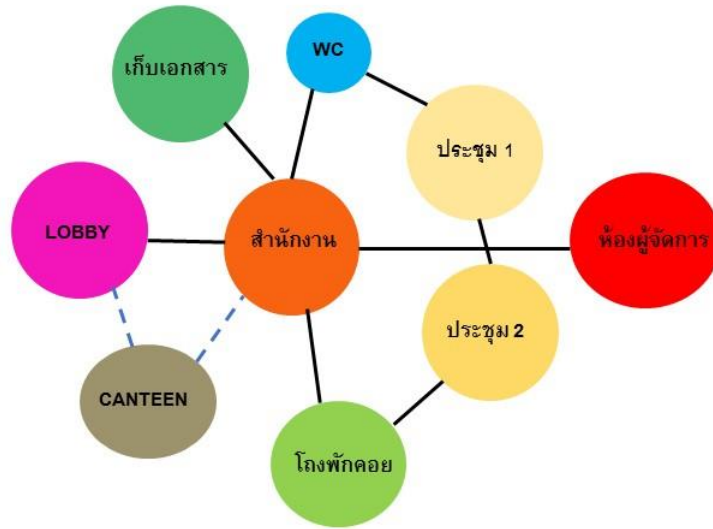 WC
เก็บเอกสาร
ประชุม 1
LOBBY
สำนักงาน
ห้องผู้จัดการ
ประชุม 2
CANTEEN
โถงพักคอย